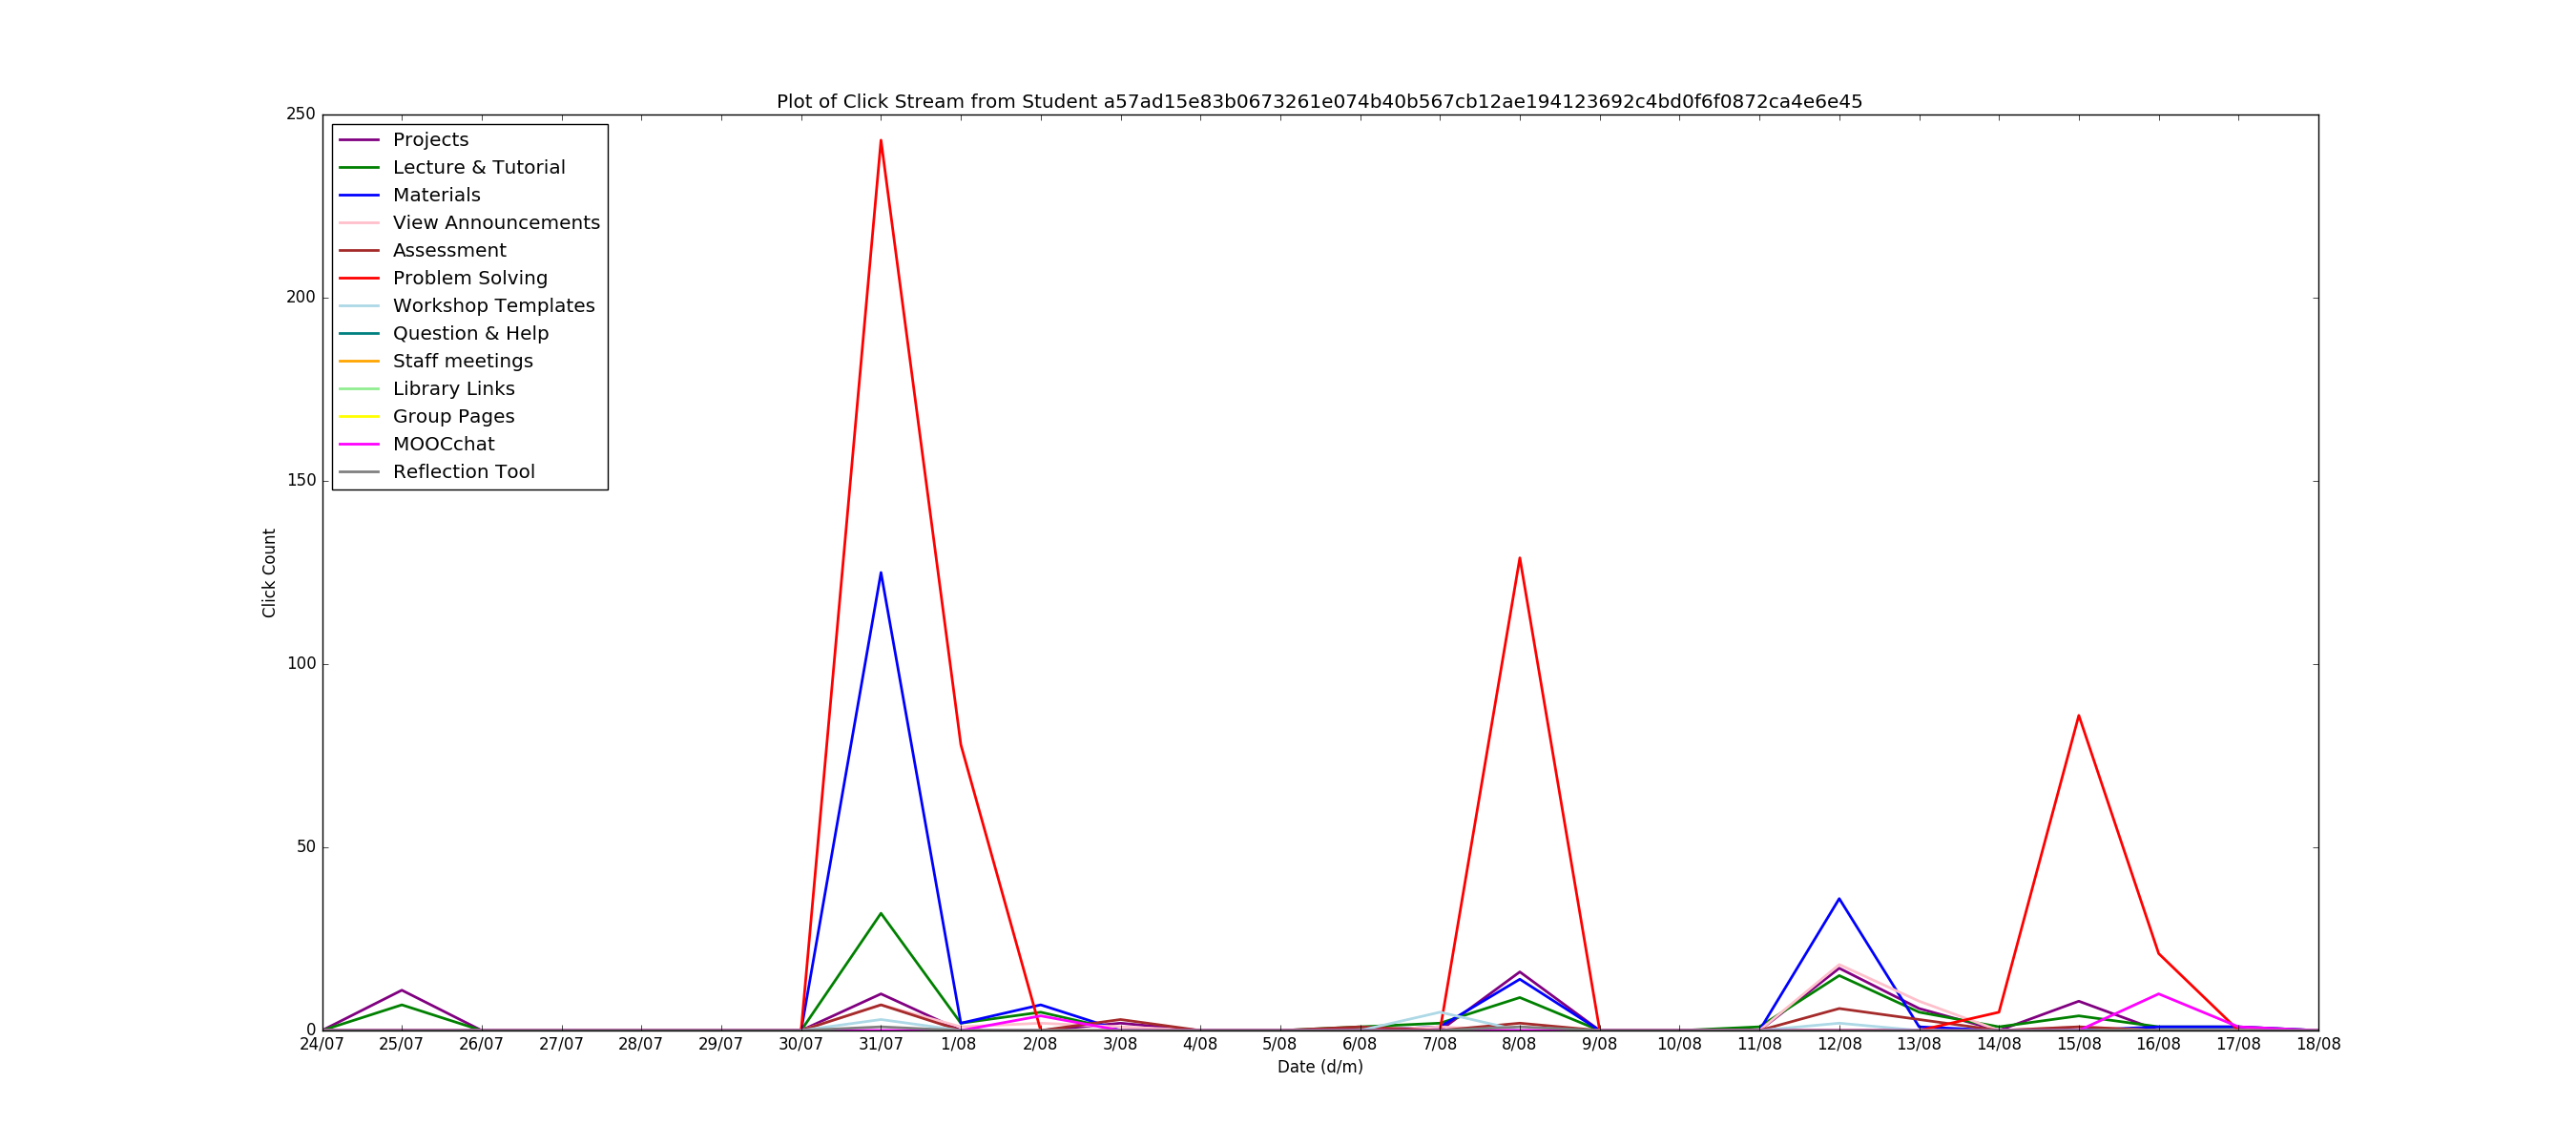 Plot of Click Stream from Student a57ad15e83b0673261e074b40b567cb12ae194123692c4bd0f6f0872ca4e6e45
250
200
150
100
50
0
Click Count
Projects
Lecture & Tutorial
Materials
View Announcements
Assessment
Problem Solving
Workshop Templates
Question & Help
Staff meetings
Library Links
Group Pages
MOOCchat
Reflection Tool
24/07 25/07 26/07 27/07 28/07 29/07 30/07 31/07 1/08 2/08 3/08 4/08 5/08 6/08 7/08 8/08 9/08 10/08 11/08 12/08 13/08 14/08 15/08 16/08 17/08 18/08
Date (d/m)